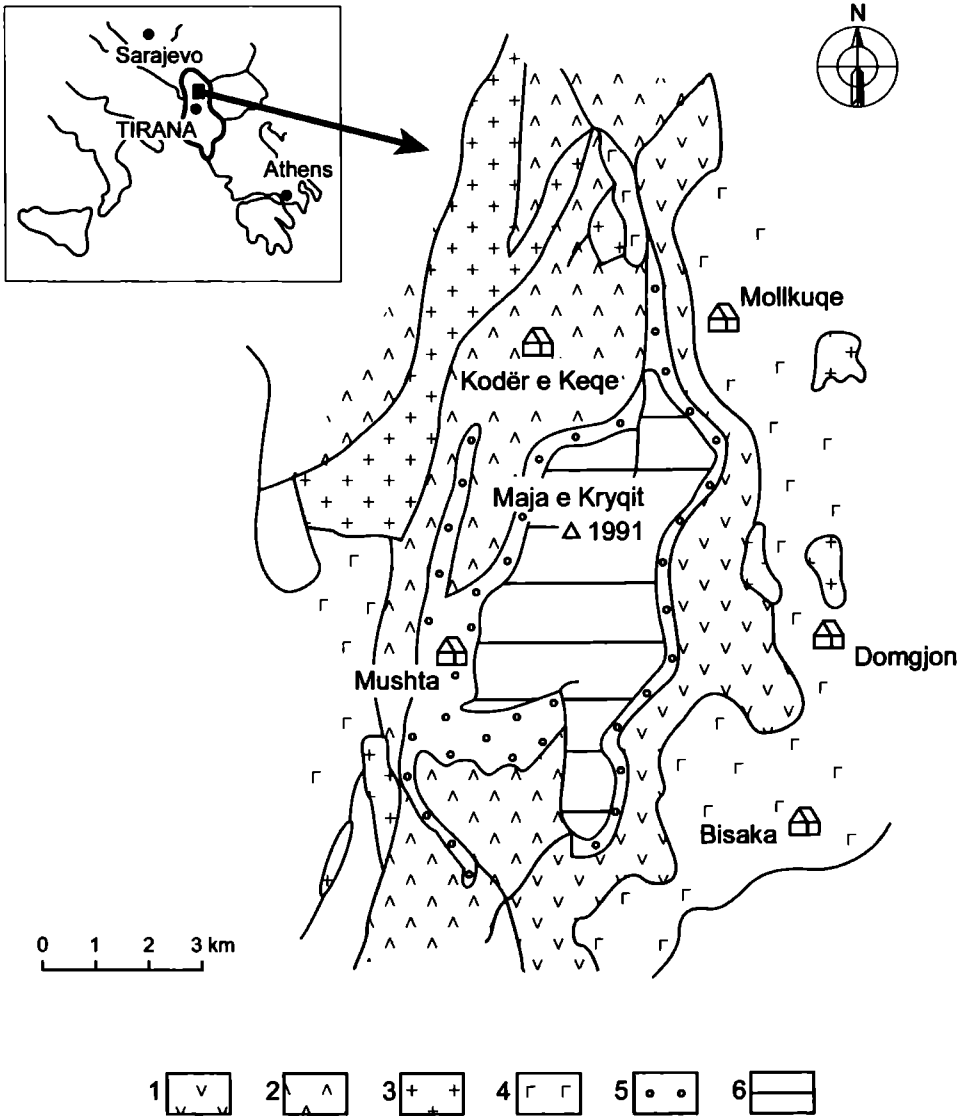 N
Sarajevo
TIRANA
Athens
Mollkuqe
Kodër e Keqe
Maja e Kryqit
1991
Mushta
Domgjon
Bisaka
0 1 2 3 km
1 2 3 4 5 6